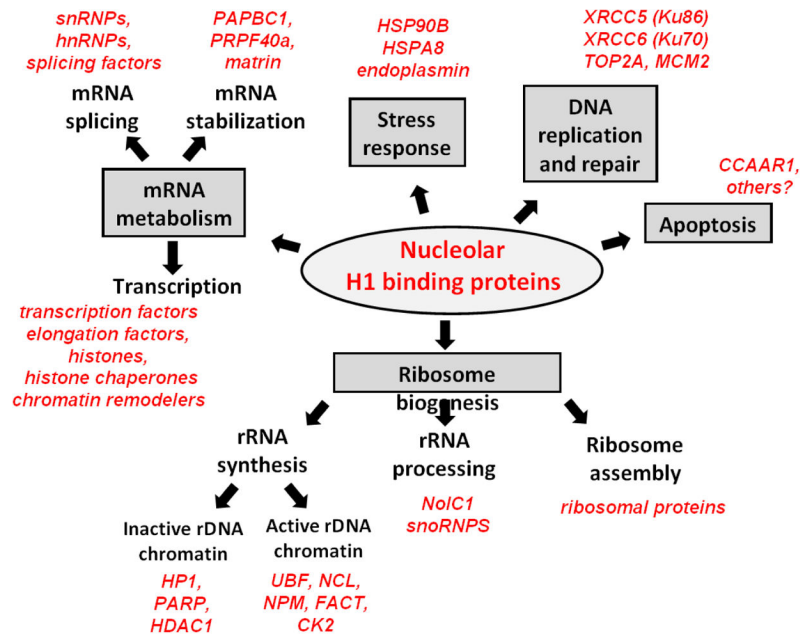 snRNPs,
hnRNPs,
splicing factors
mRNA
splicing
PAPBC1,
PRPF40a,
matrin
mRNA
stabilization
HSP90B
HSPA8
endoplasmin
Stress
response
XRCC5 (Ku86)
XRCC6 (Ku70)
TOP2A, MCM2
DNA
replication
and repair
CCAAR1,
others?
Apoptosis
mRNA
metabolism
Nucleolar
H1 binding proteins
Transcription
transcription factors
elongation factors,
histones,
histone chaperones
chromatin remodelers
Ribosome
biogenesis
rRNA
synthesis
rRNA
processing
NolC1
snoRNPS
Ribosome
assembly
ribosomal proteins
Inactive rDNA
chromatin
HP1,
PARP,
HDAC1
Active rDNA
chromatin
UBF, NCL,
NPM, FACT,
CK2